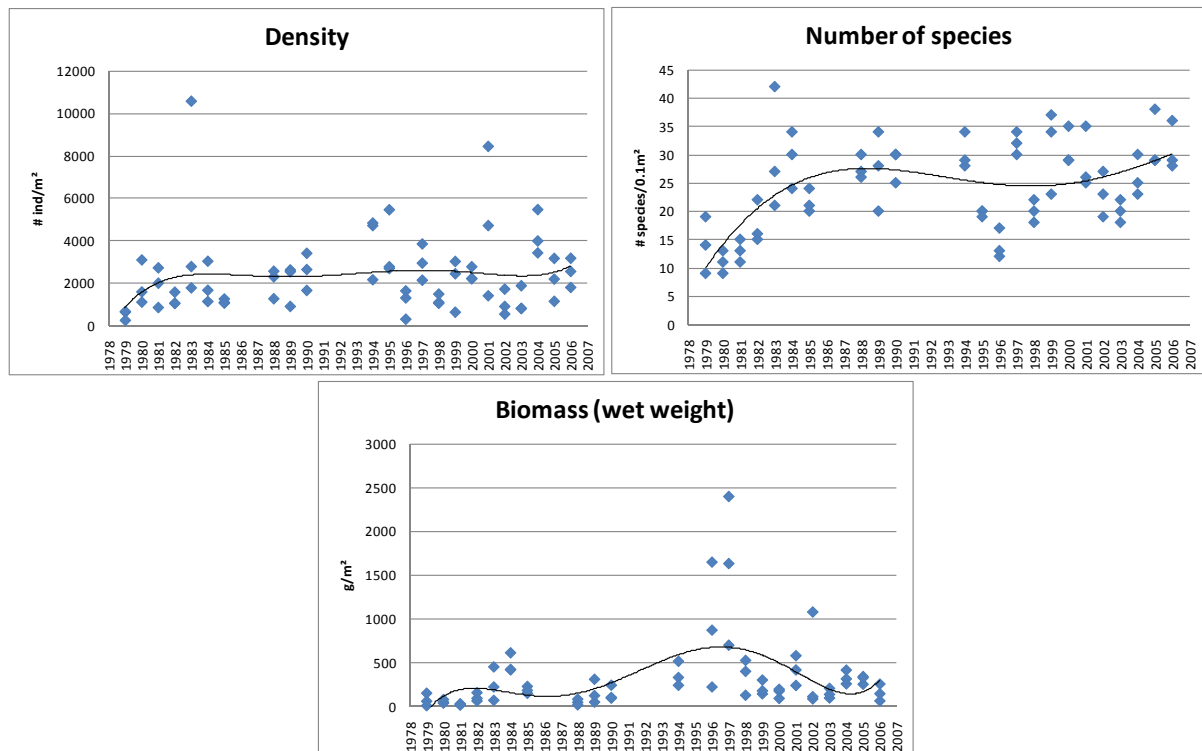 Density
# ind/m²
12000
10000
8000
6000
4000
2000
0
1978 1979 1980 1981 1982 1983 1984 1985 1986 1987 1988 1989 1990 1991 1992 1993 1994 1995 1996 1997 1998 1999 2000 2001 2002 2003 2004 2005 2006 2007
Number of species
# species/0.1m²
45
40
35
30
25
20
15
10
5
0
1978 1979 1980 1981 1982 1983 1984 1985 1986 1987 1988 1989 1990 1991 1992 1993 1994 1995 1996 1997 1998 1999 2000 2001 2002 2003 2004 2005 2006 2007
Biomass (wet weight)
g/m²
3000
2500
2000
1500
1000
500
0
1978 1979 1980 1981 1982 1983 1984 1985 1986 1987 1988 1989 1990 1991 1992 1993 1994 1995 1996 1997 1998 1999 2000 2001 2002 2003 2004 2005 2006 2007